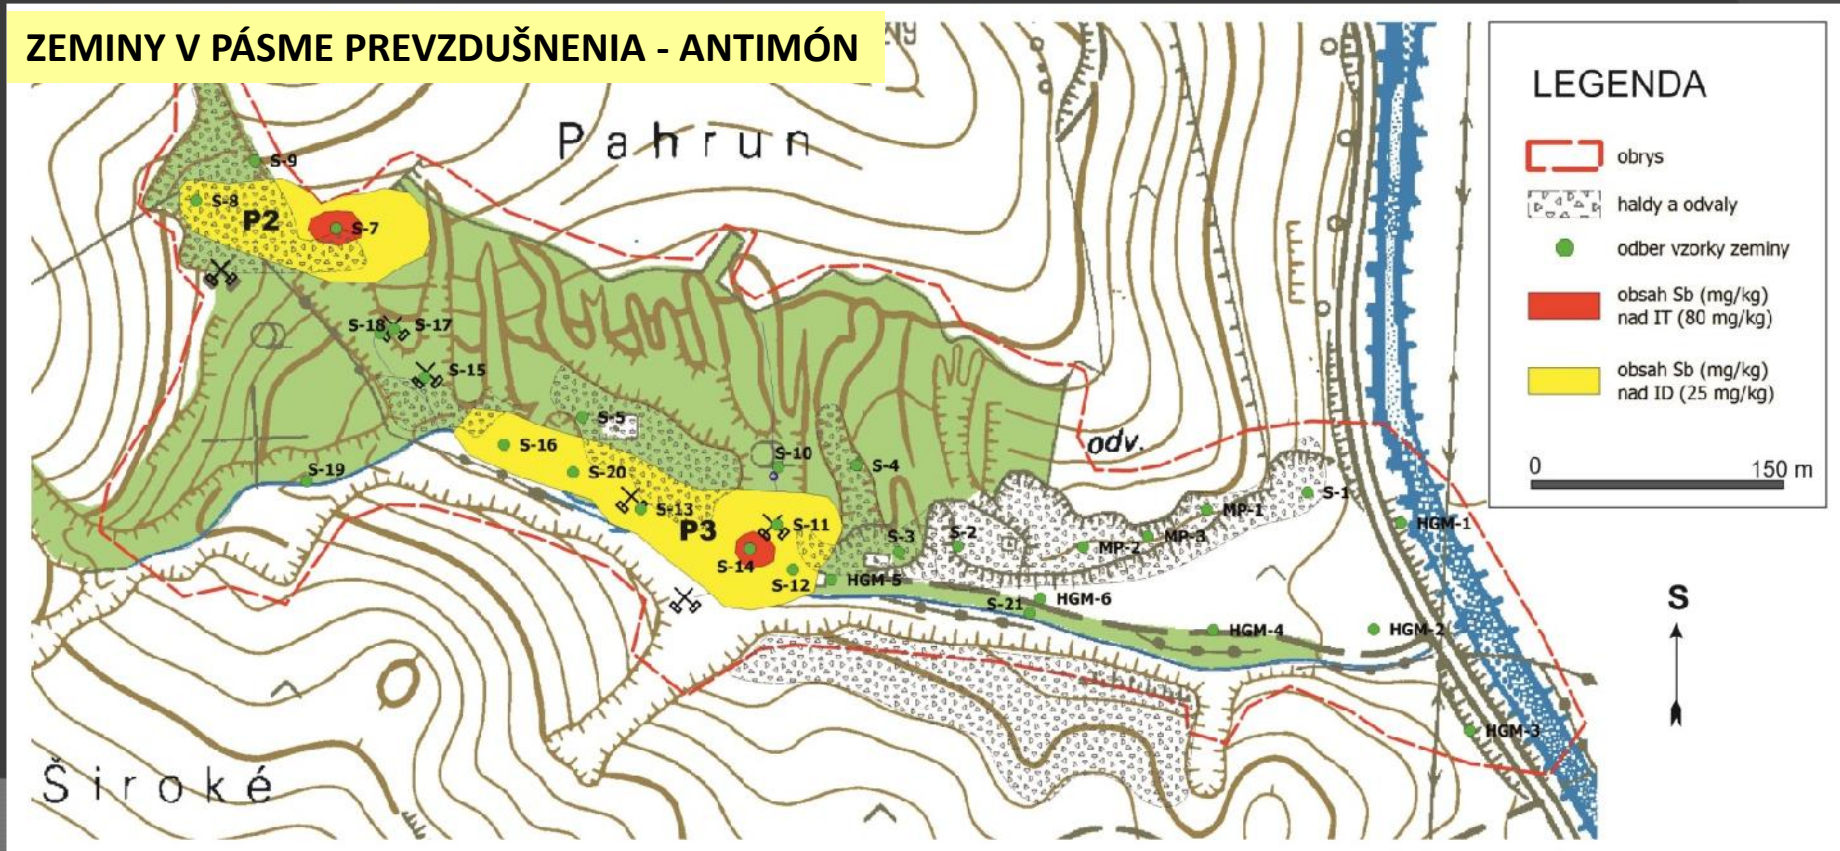 ZEMINY V PÁSME PREVZDUŠNENIA - ANTIMÓN
Pahrun
S-9
S-8
P2
S-7
S-18
S-17
S-15
S-5
S-16
S-10
S-4
S-19
S-20
S-13
P3
S-11
S-14
S-12
S-3
S-2
HGM-5
odv.
S-1
MP-1
MP-3
MP-2
HGM-1
HGM-6
S-21
HGM-4
HGM-2
HGM-3
Široké
LEGENDA
obrys
haldy a odvaly
odber vzorky zeminy
obsah Sb (mg/kg)
nad IT (80 mg/kg)
obsah Sb (mg/kg)
nad ID (25 mg/kg)
0 150 m
S